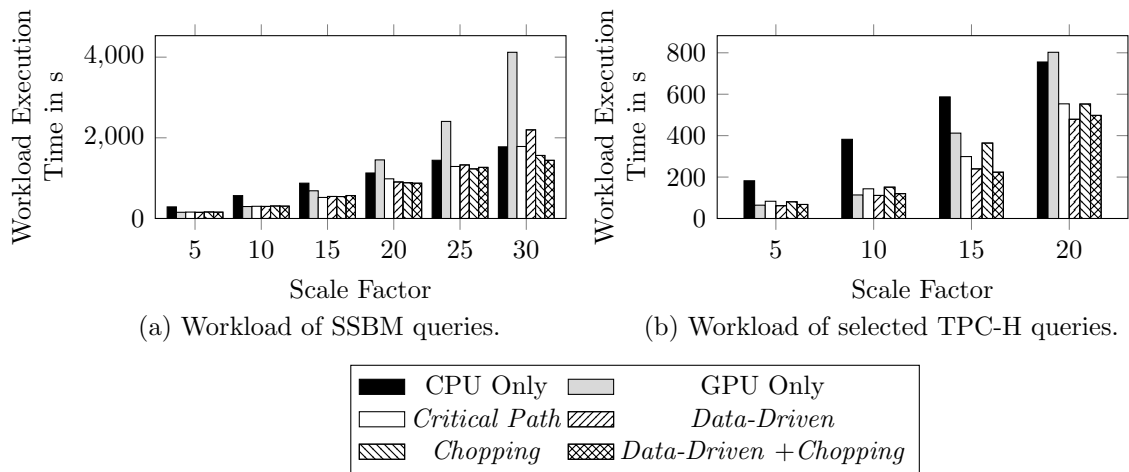 Workload Execution
Time in s
4,000
2,000
0
5 10 15 20 25 30
Scale Factor
(a) Workload of SSBM queries.
Workload Execution
Time in s
800
600
400
200
0
5 10 15 20
Scale Factor
(b) Workload of selected TPC-H queries.
CPU Only GPU Only
Critical Path Data-Driven
Chopping Data-Driven +Chopping